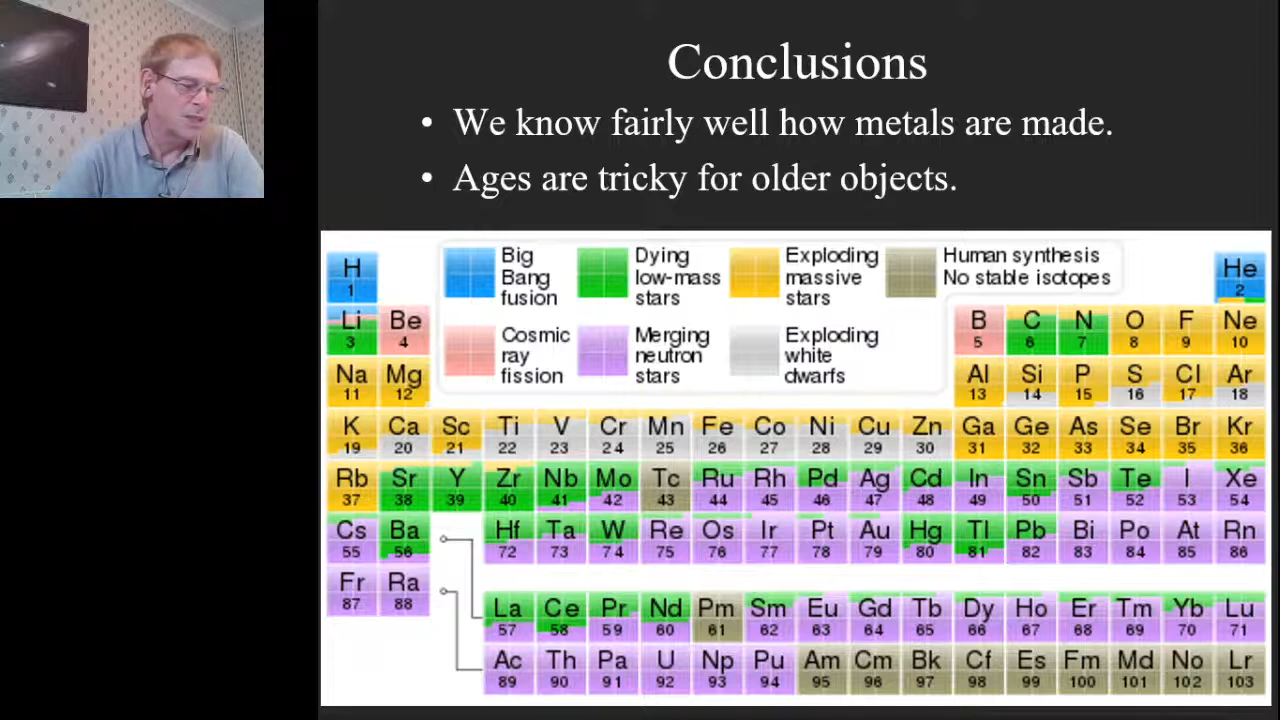 Conclusions
• We know fairly well how metals are made.
• Ages are tricky for older objects.
H Big Dying Exploding Human synthesis He
1 Bang low-mass massive No stable isotopes 2
fusion stars stars
Li Be Cosmic Merging Exploding B C N O F Ne
3 4 ray neutron white 5 6 7 8 9 10
fission stars dwarfs
Na Mg Al Si P S Cl Ar
11 12 13 14 15 16 17 18
K Ca Sc Ti V Cr Mn Fe Co Ni Cu Zn Ga Ge As Se Br Kr
19 20 21 22 23 24 25 26 27 28 29 30 31 32 33 34 35 36
Rb Sr Y Zr Nb Mo Tc Ru Rh Pd Ag Cd In Sn Sb Te I Xe
37 38 39 40 41 42 43 44 45 46 47 48 49 50 51 52 53 54
Cs Ba Hf Ta W Re Os Ir Pt Au Hg Tl Pb Bi Po At Rn
55 56 72 73 74 75 76 77 78 79 80 81 82 83 84 85 86
Fr Ra
87 88
La Ce Pr Nd Pm Sm Eu Gd Tb Dy Ho Er Tm Yb Lu
57 58 59 60 61 62 63 64 65 66 67 68 69 70 71
Ac Th Pa U Np Pu Am Cm Bk Cf Es Fm Md No Lr
89 90 91 92 93 94 95 96 97 98 99 100 101 102 103